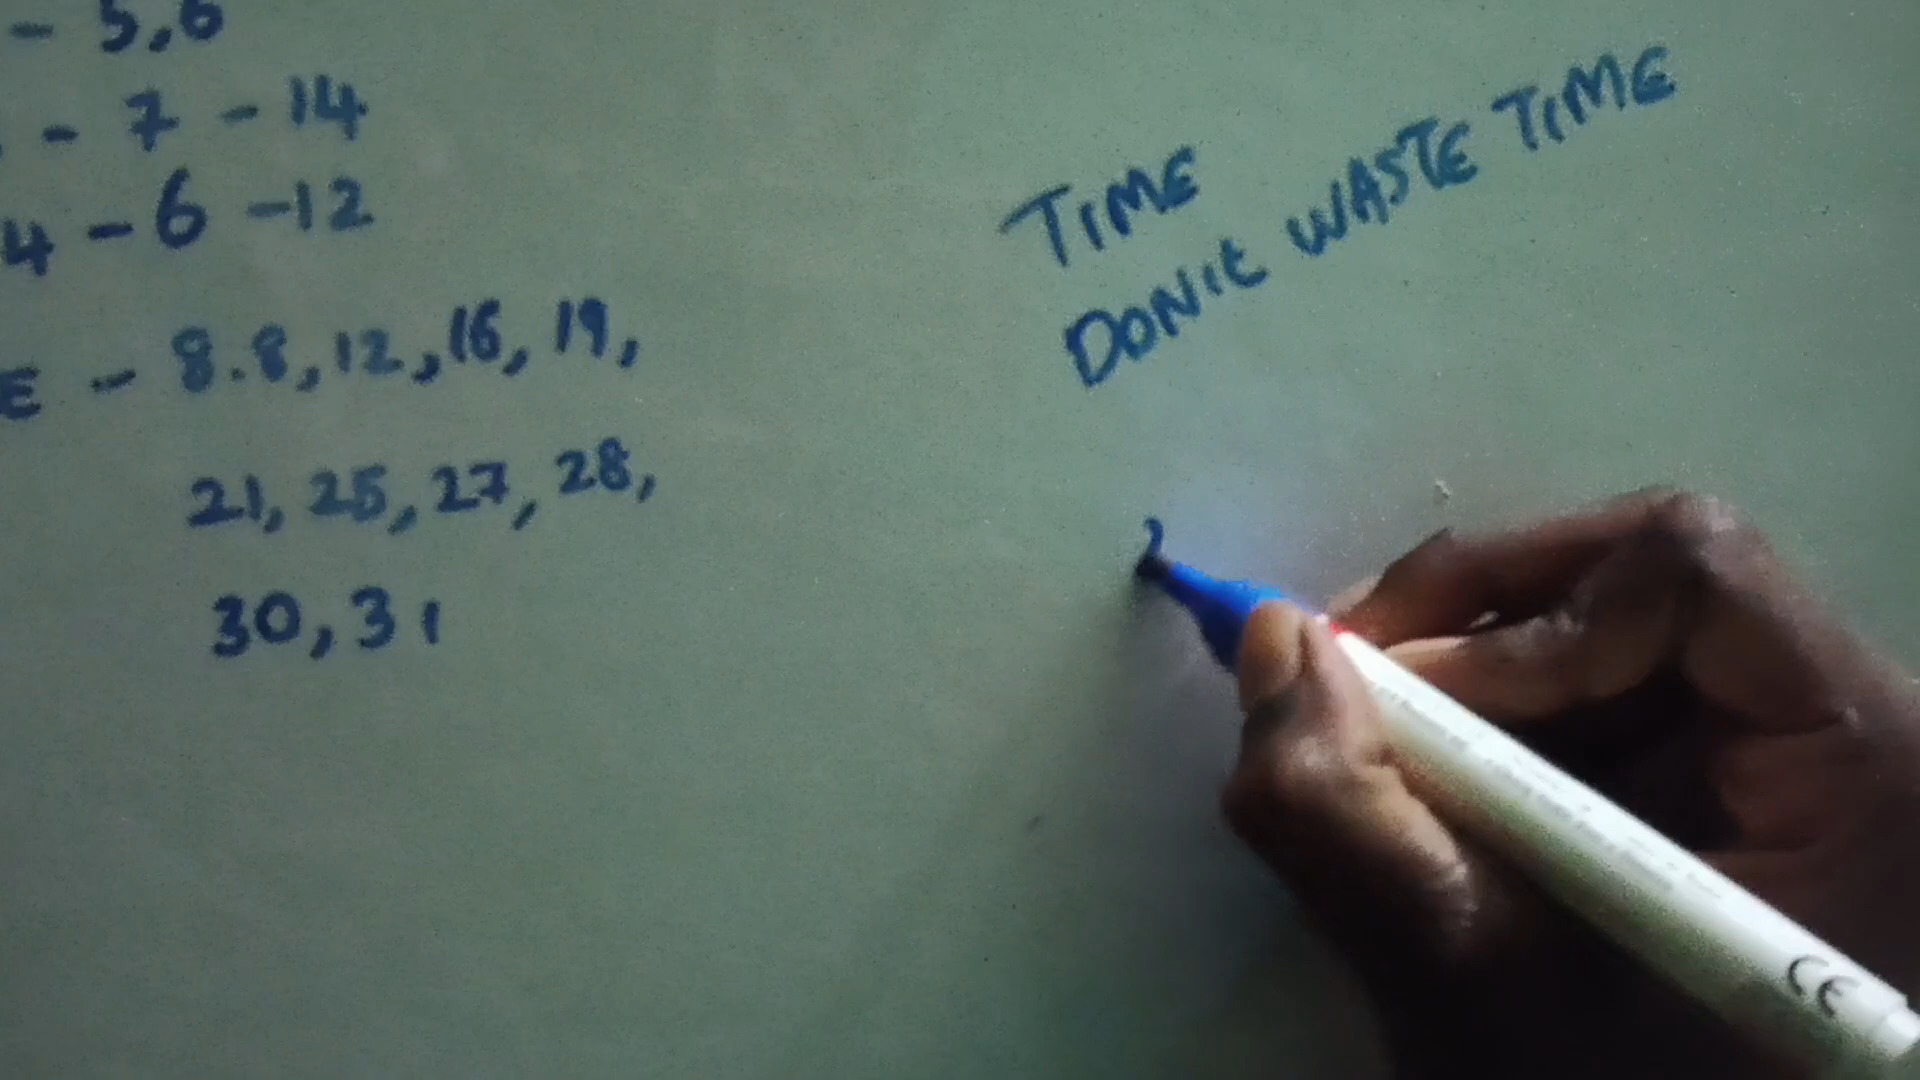 - 5,6
- 7 - 14
4 - 6 -12
E - 8.8,12,16,19,
21, 25, 27, 28,
30, 31
TIME
DON't WASTE TIME
CE